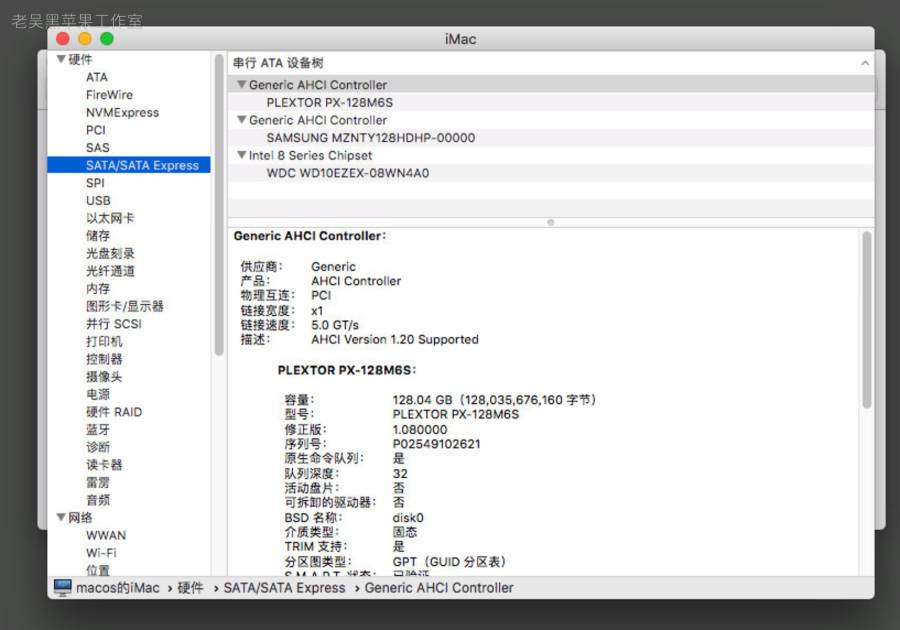 老吴黑苹果工作室
iMac
硬件
ATA
FireWire
NVMExpress
PCI
SAS
SATA/SATA Express
SPI
USB
以太网卡
储存
光盘刻录
光纤通道
内存
图形卡/显示器
并行 SCSI
打印机
控制器
摄像头
电源
硬件 RAID
蓝牙
诊断
读卡器
雷雳
音频
网络
WWAN
Wi-Fi
位置
串行 ATA 设备树
Generic AHCI Controller
PLEXTOR PX-128M6S
Generic AHCI Controller
SAMSUNG MZNTY128HDHP-00000
Intel 8 Series Chipset
WDC WD10EZEX-08WN4A0
Generic AHCI Controller:
供应商: Generic
产品: AHCI Controller
物理互连: PCI
链接宽度: x1
链接速度: 5.0 GT/s
描述: AHCI Version 1.20 Supported
PLEXTOR PX-128M6S:
容量: 128.04 GB（128,035,676,160 字节）
型号: PLEXTOR PX-128M6S
修正版: 1.080000
序列号: P02549102621
原生命令队列: 是
队列深度: 32
活动盘片: 否
可拆卸的驱动器: 否
BSD 名称: disk0
介质类型: 固态
TRIM 支持: 是
分区图类型: GPT（GUID 分区表）
S.M.A.R.T. 状态: 已验证
macos的iMac › 硬件 › SATA/SATA Express › Generic AHCI Controller